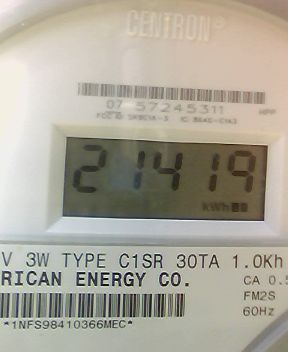 CENTRON®
07 57245311
HPP
21419
kWh
V 3W TYPE C1SR 30TA 1.0Kh
RICAN ENERGY CO.
CA 0.5
FM2S
60Hz
*1NFS98410366MEC*